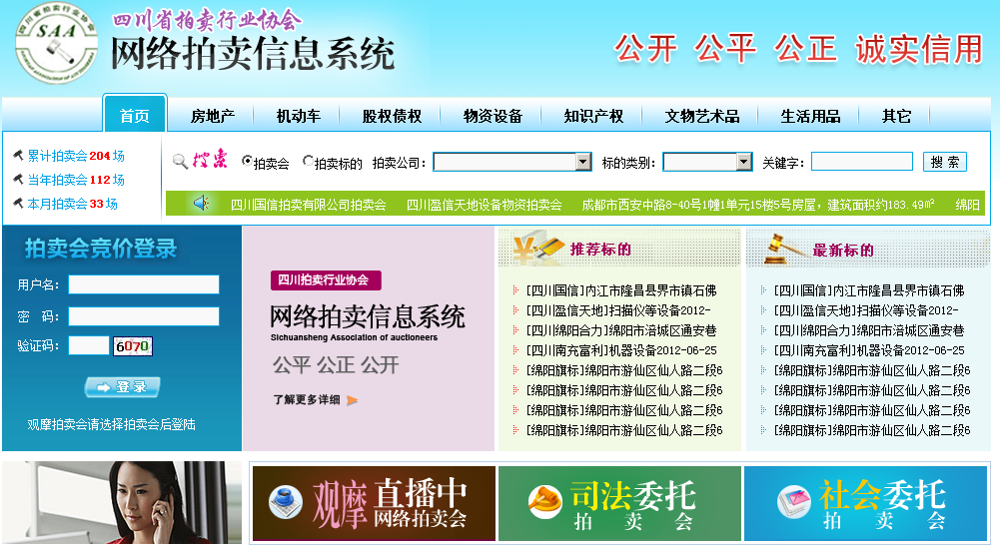 四川省拍卖行业协会
SAA
四川省拍卖行业协会
网络拍卖信息系统
公开 公平 公正 诚实信用
首页 房地产 机动车 股权债权 物资设备 知识产权 文物艺术品 生活用品 其它
累计拍卖会204 场
当年拍卖会112 场
本月拍卖会33 场
搜索 拍卖会 拍卖标的 拍卖公司： 标的类别： 关键字： 搜 索
四川国信拍卖有限公司拍卖会 四川盈信天地设备物资拍卖会 成都市西安中路8-40号1幢1单元15楼5号房屋，建筑面积约183.49㎡ 绵阳
拍卖会竞价登录
用户名：
密 码：
验证码： 6070
登 录
观摩拍卖会请选择拍卖会后登陆
四川拍卖行业协会
网络拍卖信息系统
Sichuansheng Association of auctioneers
公平 公正 公开
了解更多详细
推荐标的
[四川国信]内江市隆昌县界市镇石佛
[四川盈信天地]扫描仪等设备2012-
[四川绵阳合力]绵阳市涪城区通安巷
[四川南充富利]机器设备2012-06-25
[绵阳旗标]绵阳市游仙区仙人路二段6
[绵阳旗标]绵阳市游仙区仙人路二段6
[绵阳旗标]绵阳市游仙区仙人路二段6
[绵阳旗标]绵阳市游仙区仙人路二段6
最新标的
[四川国信]内江市隆昌县界市镇石佛
[四川盈信天地]扫描仪等设备2012-
[四川绵阳合力]绵阳市涪城区通安巷
[四川南充富利]机器设备2012-06-25
[绵阳旗标]绵阳市游仙区仙人路二段6
[绵阳旗标]绵阳市游仙区仙人路二段6
[绵阳旗标]绵阳市游仙区仙人路二段6
[绵阳旗标]绵阳市游仙区仙人路二段6
观摩 直播中
网络拍卖会
司法委托
拍 卖 会
社会委托
拍 卖 会